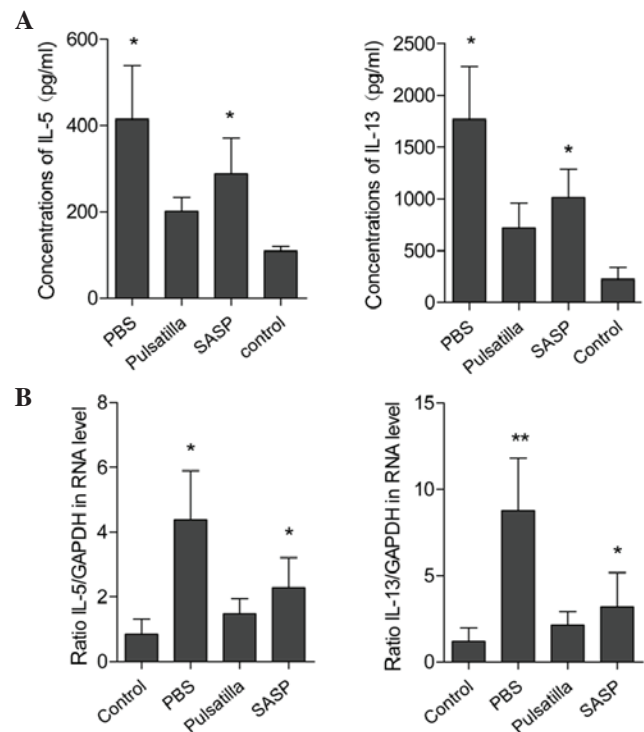 A
Concentrations of IL-5 (pg/ml)
600
400
200
0
*
*
PBS
Pulsatilla
SASP
control
Concentrations of IL-13 (pg/ml)
2500
2000
1500
1000
500
0
*
*
PBS
Pulsatilla
SASP
Control
B
Ratio IL-5/GAPDH in RNA level
8
6
4
2
0
*
*
Control
PBS
Pulsatilla
SASP
Ratio IL-13/GAPDH in RNA level
15
10
5
0
**
*
Control
PBS
Pulsatilla
SASP